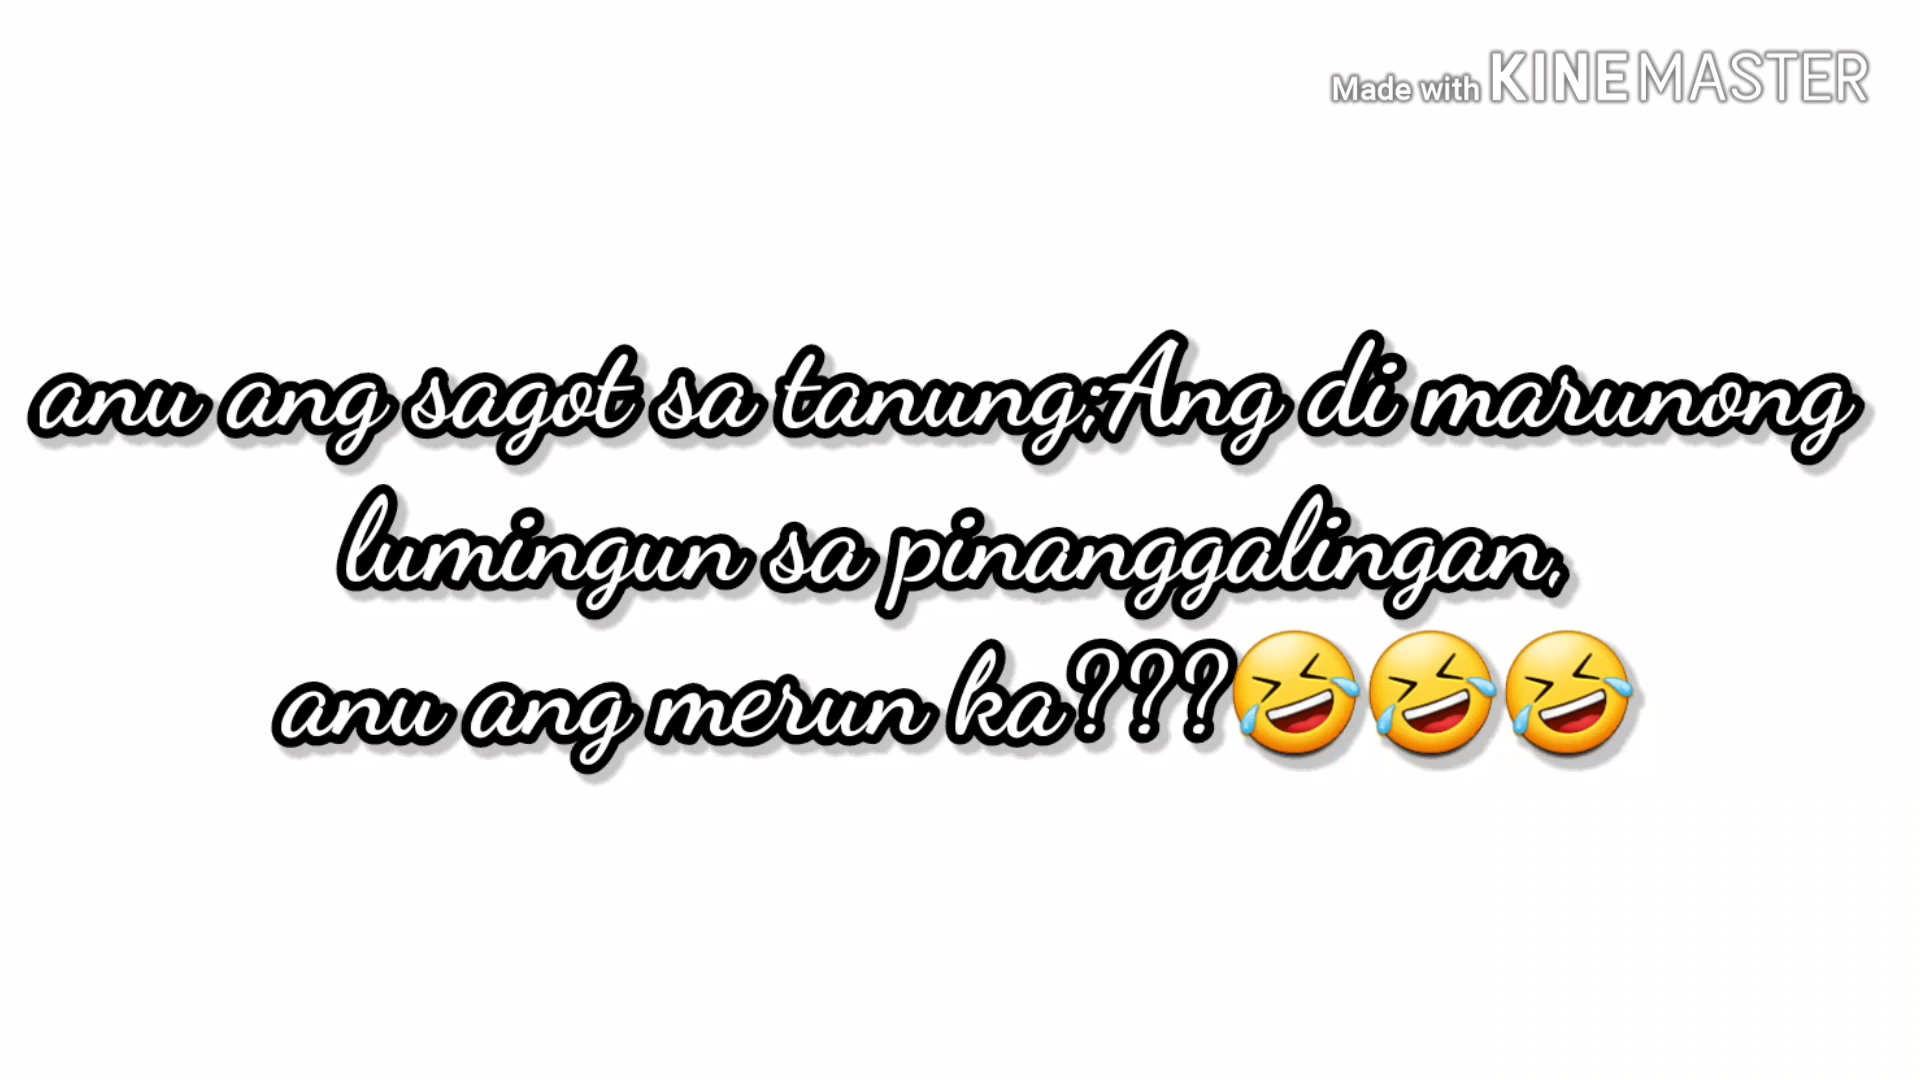 Made with KINEMASTER
anu ang sagot sa tanung;Ang di marunong
lumingun sa pinanggalingan,
anu ang merun ka???🤣🤣🤣